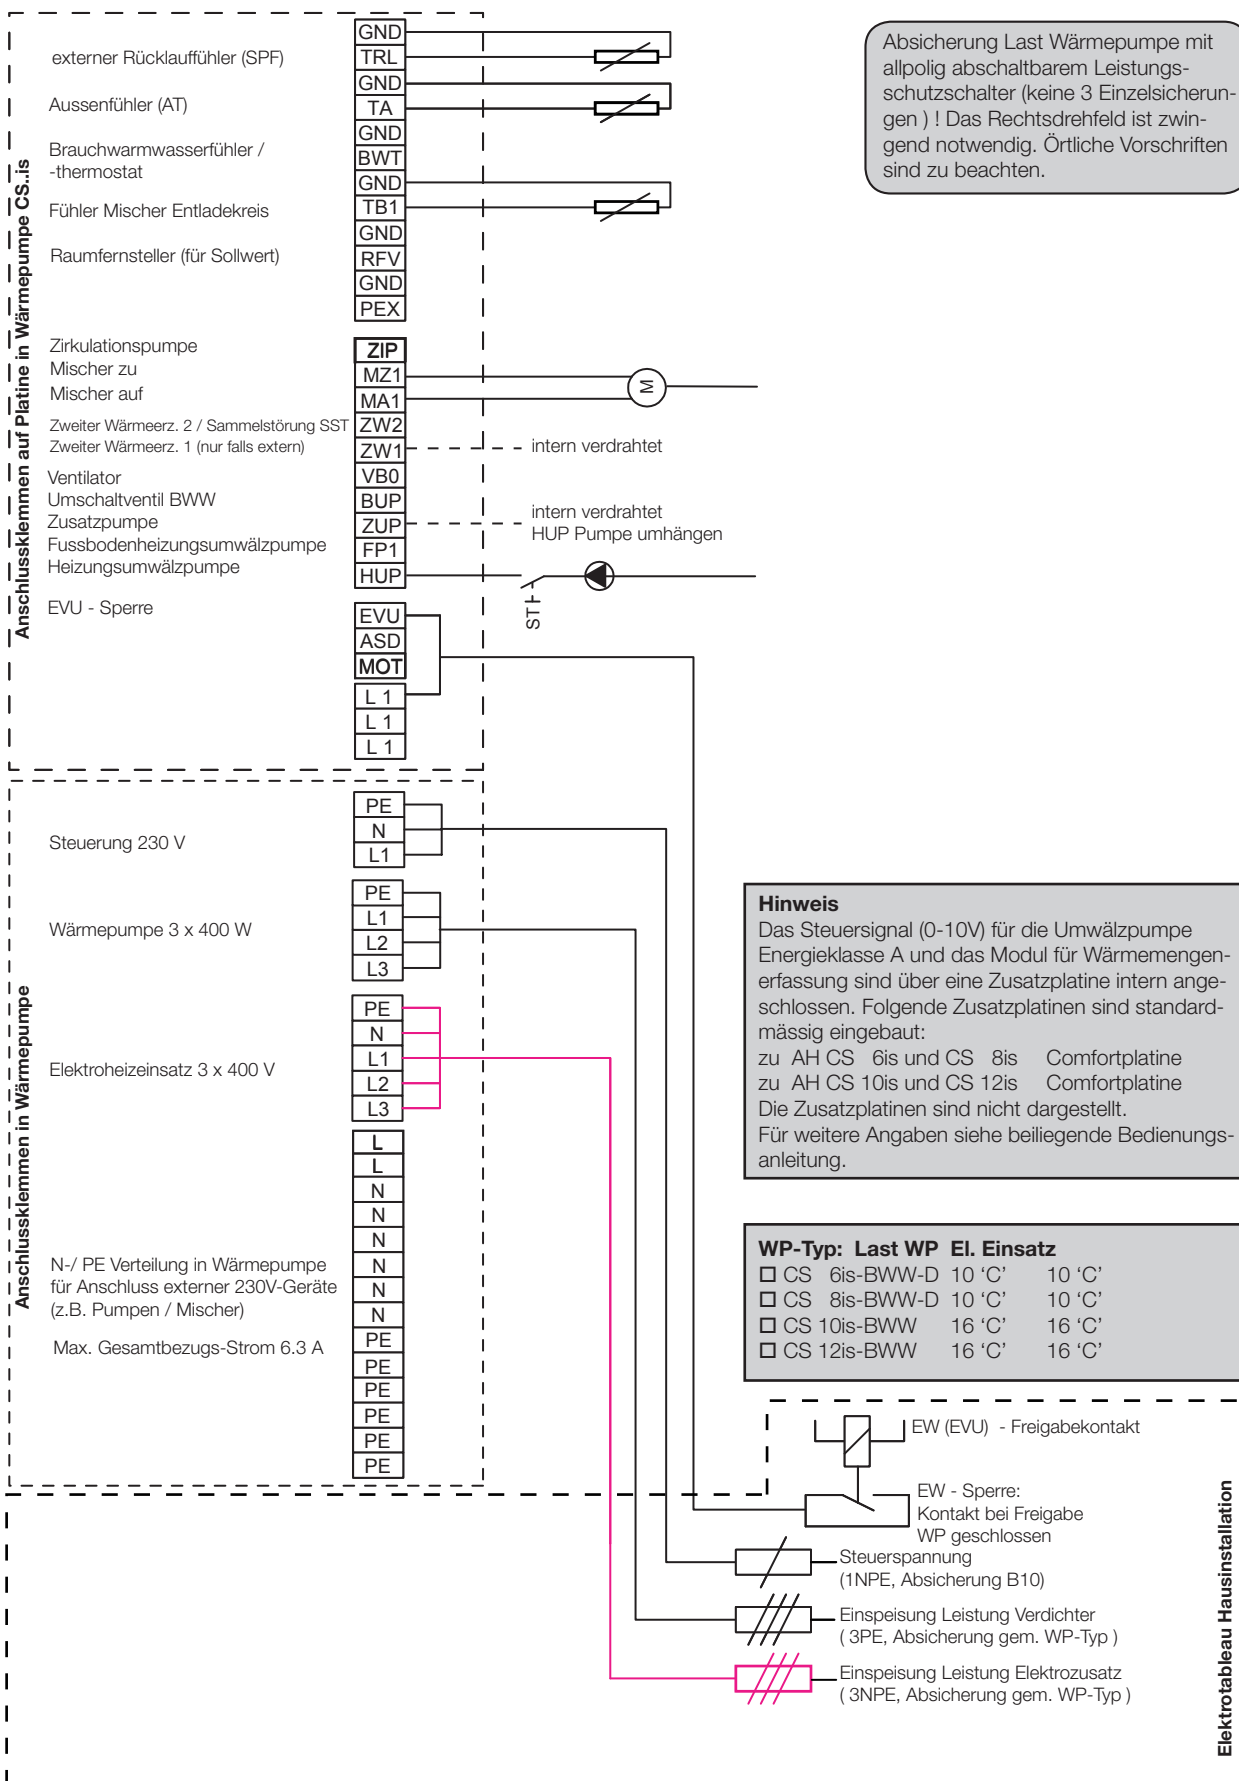 Anschlussklemmen auf Platine in Wärmepumpe CS..is
externer Rücklauffühler (SPF)
Aussenfühler (AT)
Brauchwarmwasserfühler /
-thermostat
Fühler Mischer Entladekreis
Raumfernsteller (für Sollwert)
GND
TRL
GND
TA
GND
BWT
GND
TB1
GND
RFV
GND
PEX
Absicherung Last Wärmepumpe mit
allpolig abschaltbarem Leistungs-
schutzschalter (keine 3 Einzelsicherun-
gen ) ! Das Rechtsdrehfeld ist zwin-
gend notwendig. Örtliche Vorschriften
sind zu beachten.
Zirkulationspumpe
Mischer zu
Mischer auf
Zweiter Wärmeerz. 2 / Sammelstörung SST
Zweiter Wärmeerz. 1 (nur falls extern)
Ventilator
Umschaltventil BWW
Zusatzpumpe
Fussbodenheizungsumwälzpumpe
Heizungsumwälzpumpe
ZIP
MZ1
MA1
ZW2
ZW1
VB0
BUP
ZUP
FP1
HUP
M
intern verdrahtet
intern verdrahtet
HUP Pumpe umhängen
ST
EVU - Sperre
EVU
ASD
MOT
L 1
L 1
L 1
Anschlussklemmen in Wärmepumpe
Steuerung 230 V
PE
N
L1
Wärmepumpe 3 x 400 W
PE
L1
L2
L3
Elektroheizeinsatz 3 x 400 V
PE
N
L1
L2
L3
N-/ PE Verteilung in Wärmepumpe
für Anschluss externer 230V-Geräte
(z.B. Pumpen / Mischer)
Max. Gesamtbezugs-Strom 6.3 A
L
L
N
N
N
N
N
N
PE
PE
PE
PE
PE
PE
Hinweis
Das Steuersignal (0-10V) für die Umwälzpumpe
Energieklasse A und das Modul für Wärmemengen-
erfassung sind über eine Zusatzplatine intern ange-
schlossen. Folgende Zusatzplatinen sind standard-
mässig eingebaut:
zu AH CS 6is und CS 8is Comfortplatine
zu AH CS 10is und CS 12is Comfortplatine
Die Zusatzplatinen sind nicht dargestellt.
Für weitere Angaben siehe beiliegende Bedienungs-
anleitung.
WP-Typ: Last WP El. Einsatz
CS 6is-BWW-D 10 ‘C’ 10 ‘C’
CS 8is-BWW-D 10 ‘C’ 10 ‘C’
CS 10is-BWW 16 ‘C’ 16 ‘C’
CS 12is-BWW 16 ‘C’ 16 ‘C’
EW (EVU) - Freigabekontakt
EW - Sperre:
Kontakt bei Freigabe
WP geschlossen
Steuerspannung
(1NPE, Absicherung B10)
Einspeisung Leistung Verdichter
( 3PE, Absicherung gem. WP-Typ )
Einspeisung Leistung Elektrozusatz
( 3NPE, Absicherung gem. WP-Typ )
Elektrotableau Hausinstallation